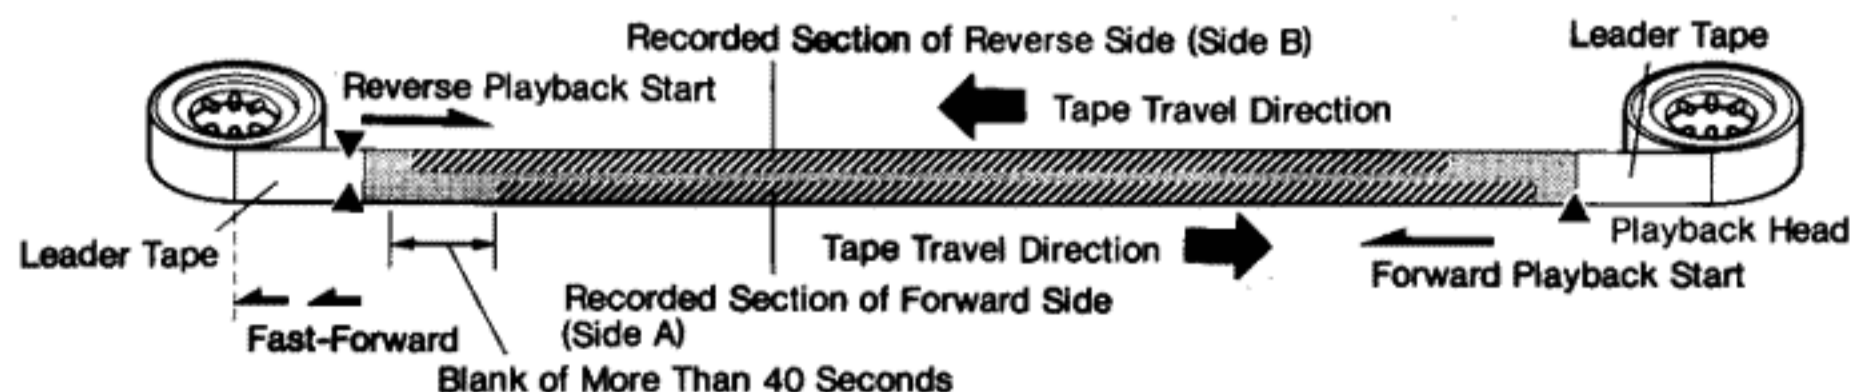 Recorded Section of Reverse Side (Side B)
Leader Tape
Reverse Playback Start
Tape Travel Direction
Leader Tape
Tape Travel Direction
Playback Head
Forward Playback Start
Recorded Section of Forward Side
(Side A)
Fast-Forward
Blank of More Than 40 Seconds